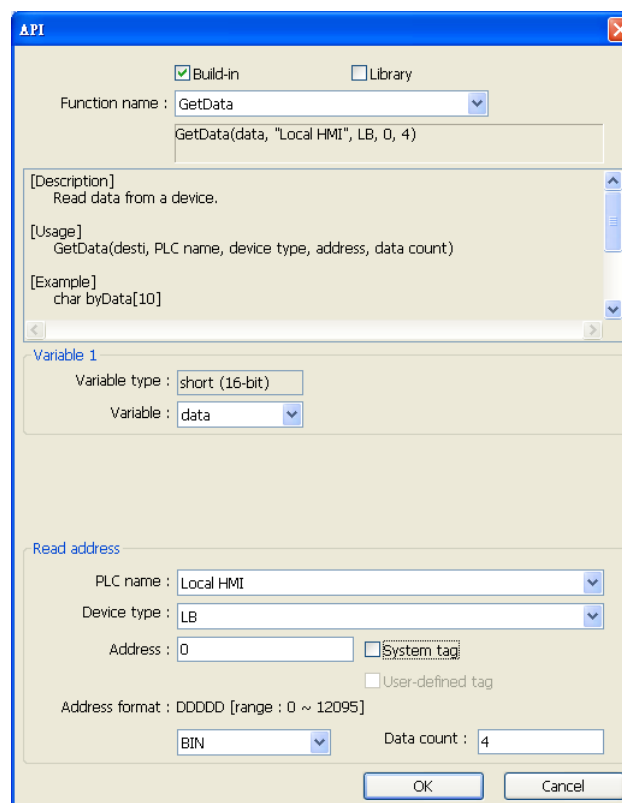 API
Build-in Library
Function name : GetData
GetData(data, "Local HMI", LB, 0, 4)
[Description]
Read data from a device.
[Usage]
GetData(desti, PLC name, device type, address, data count)
[Example]
char byData[10]
Variable 1
Variable type : short (16-bit)
Variable : data
Read address
PLC name : Local HMI
Device type : LB
Address : 0 System tag
User-defined tag
Address format : DDDDD [range : 0 ~ 12095]
BIN Data count : 4
OK Cancel